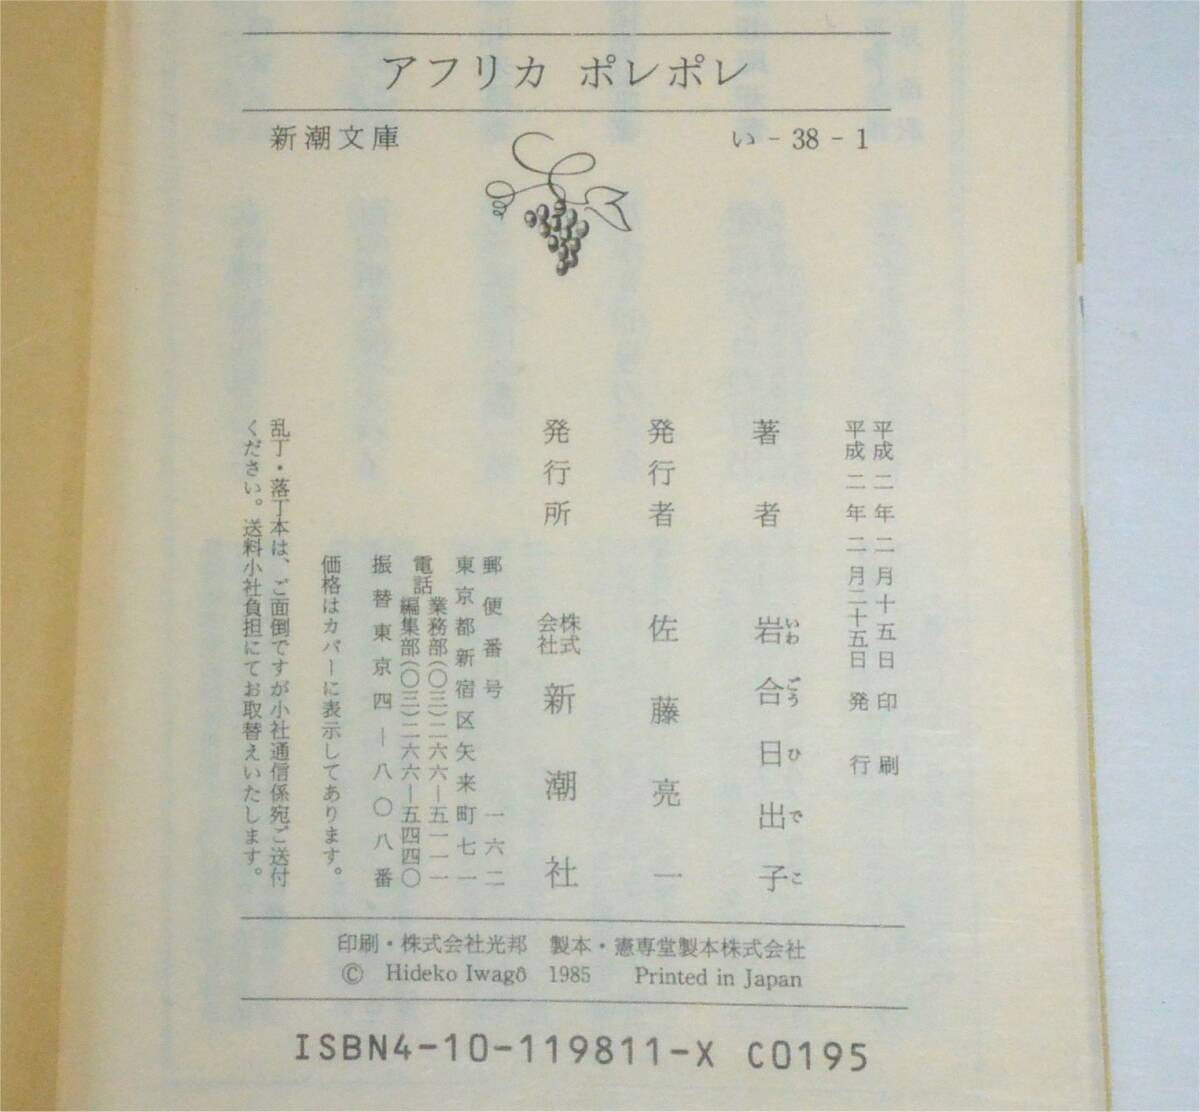 アフリカ ポレポレ
新潮文庫　い-38-1
平成二年二月十五日印刷
平成二年二月二十五日発行
著者　岩合日出子
いわごうひでこ
発行者　佐藤亮一
発行所　株式会社　新潮社
郵便番号　一六二
東京都新宿区矢来町七一
電話　業務部(〇三)二六六―五一一一
編集部(〇三)二六六―五四四〇
振替東京四―八〇八番
価格はカバーに表示してあります。
乱丁・落丁本は、ご面倒ですが小社通信係宛ご送付
ください。送料小社負担にてお取替えいたします。
印刷・株式会社光邦　製本・憲専堂製本株式会社
© Hideko Iwagô 1985　Printed in Japan
ISBN4-10-119811-X C0195